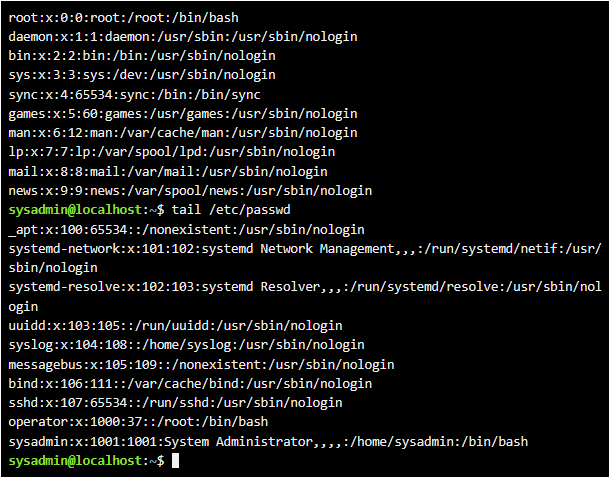 root:x:0:0:root:/root:/bin/bash
daemon:x:1:1:daemon:/usr/sbin:/usr/sbin/nologin
bin:x:2:2:bin:/bin:/usr/sbin/nologin
sys:x:3:3:sys:/dev:/usr/sbin/nologin
sync:x:4:65534:sync:/bin:/bin/sync
games:x:5:60:games:/usr/games:/usr/sbin/nologin
man:x:6:12:man:/var/cache/man:/usr/sbin/nologin
lp:x:7:7:lp:/var/spool/lpd:/usr/sbin/nologin
mail:x:8:8:mail:/var/mail:/usr/sbin/nologin
news:x:9:9:news:/var/spool/news:/usr/sbin/nologin
sysadmin@localhost:~$ tail /etc/passwd
_apt:x:100:65534::/nonexistent:/usr/sbin/nologin
systemd-network:x:101:102:systemd Network Management,,,:/run/systemd/netif:/usr/
sbin/nologin
systemd-resolve:x:102:103:systemd Resolver,,,:/run/systemd/resolve:/usr/sbin/nol
ogin
uuidd:x:103:105::/run/uuidd:/usr/sbin/nologin
syslog:x:104:108::/home/syslog:/usr/sbin/nologin
messagebus:x:105:109::/nonexistent:/usr/sbin/nologin
bind:x:106:111::/var/cache/bind:/usr/sbin/nologin
sshd:x:107:65534::/run/sshd:/usr/sbin/nologin
operator:x:1000:37::/root:/bin/bash
sysadmin:x:1001:1001:System Administrator,,,,:/home/sysadmin:/bin/bash
sysadmin@localhost:~$